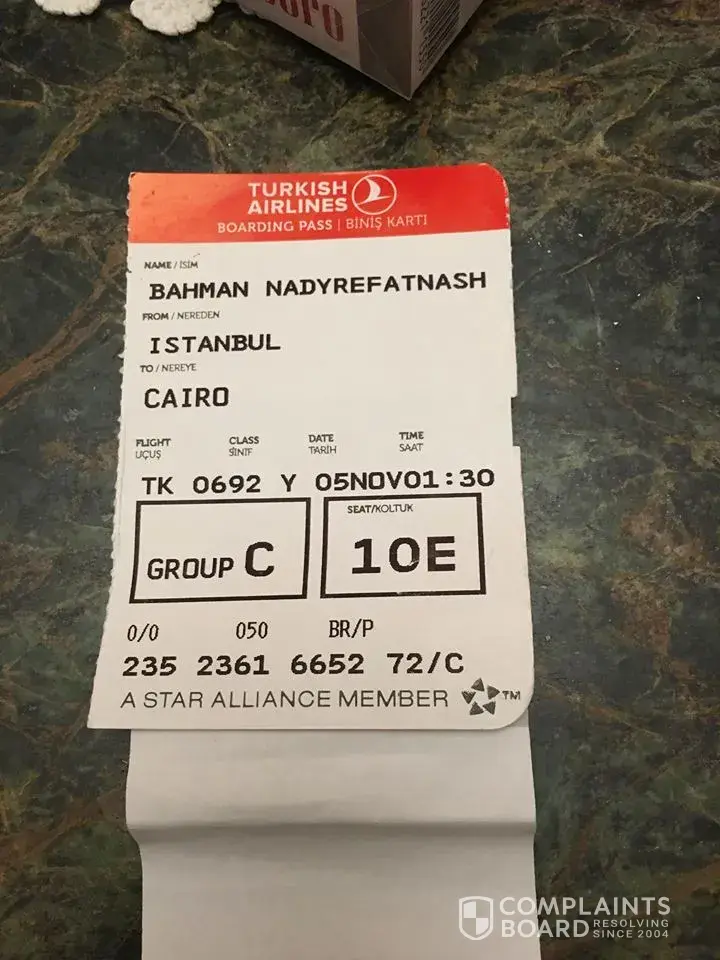 TURKISH
AIRLINES
BOARDING PASS | BİNİŞ KARTI
NAME / İSİM
BAHMAN NADYREFATNASH
FROM / NEREDEN
ISTANBUL
TO / NEREYE
CAIRO
FLIGHT CLASS DATE TIME
UÇUŞ SINIF TARİH SAAT
TK 0692 Y 05NOV01:30
SEAT/KOLTUK
GROUP C 10E
0/0 050 BR/P
235 2361 6652 72/C
A STAR ALLIANCE MEMBER TM
COMPLAINTS
BOARD RESOLVING
SINCE 2004